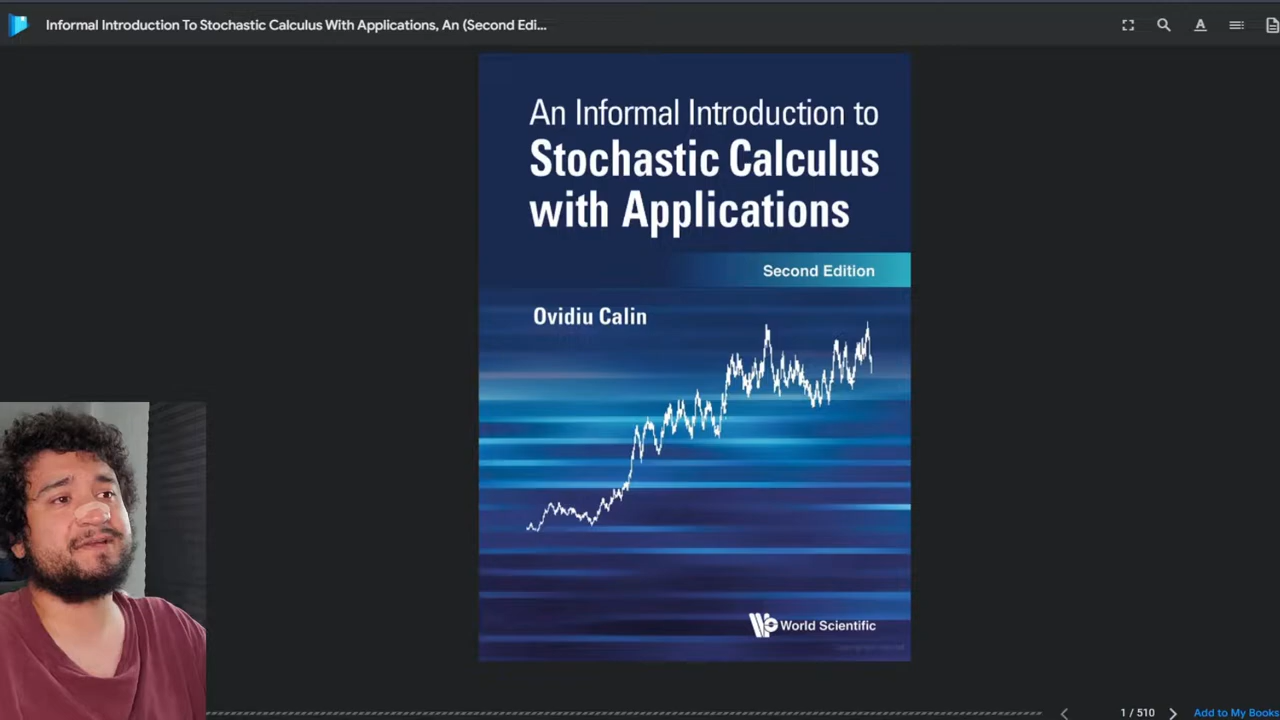 Informal Introduction To Stochastic Calculus With Applications, An (Second Edi...
An Informal Introduction to
Stochastic Calculus
with Applications
Second Edition
Ovidiu Calin
World Scientific
1 / 510
Add to My Books